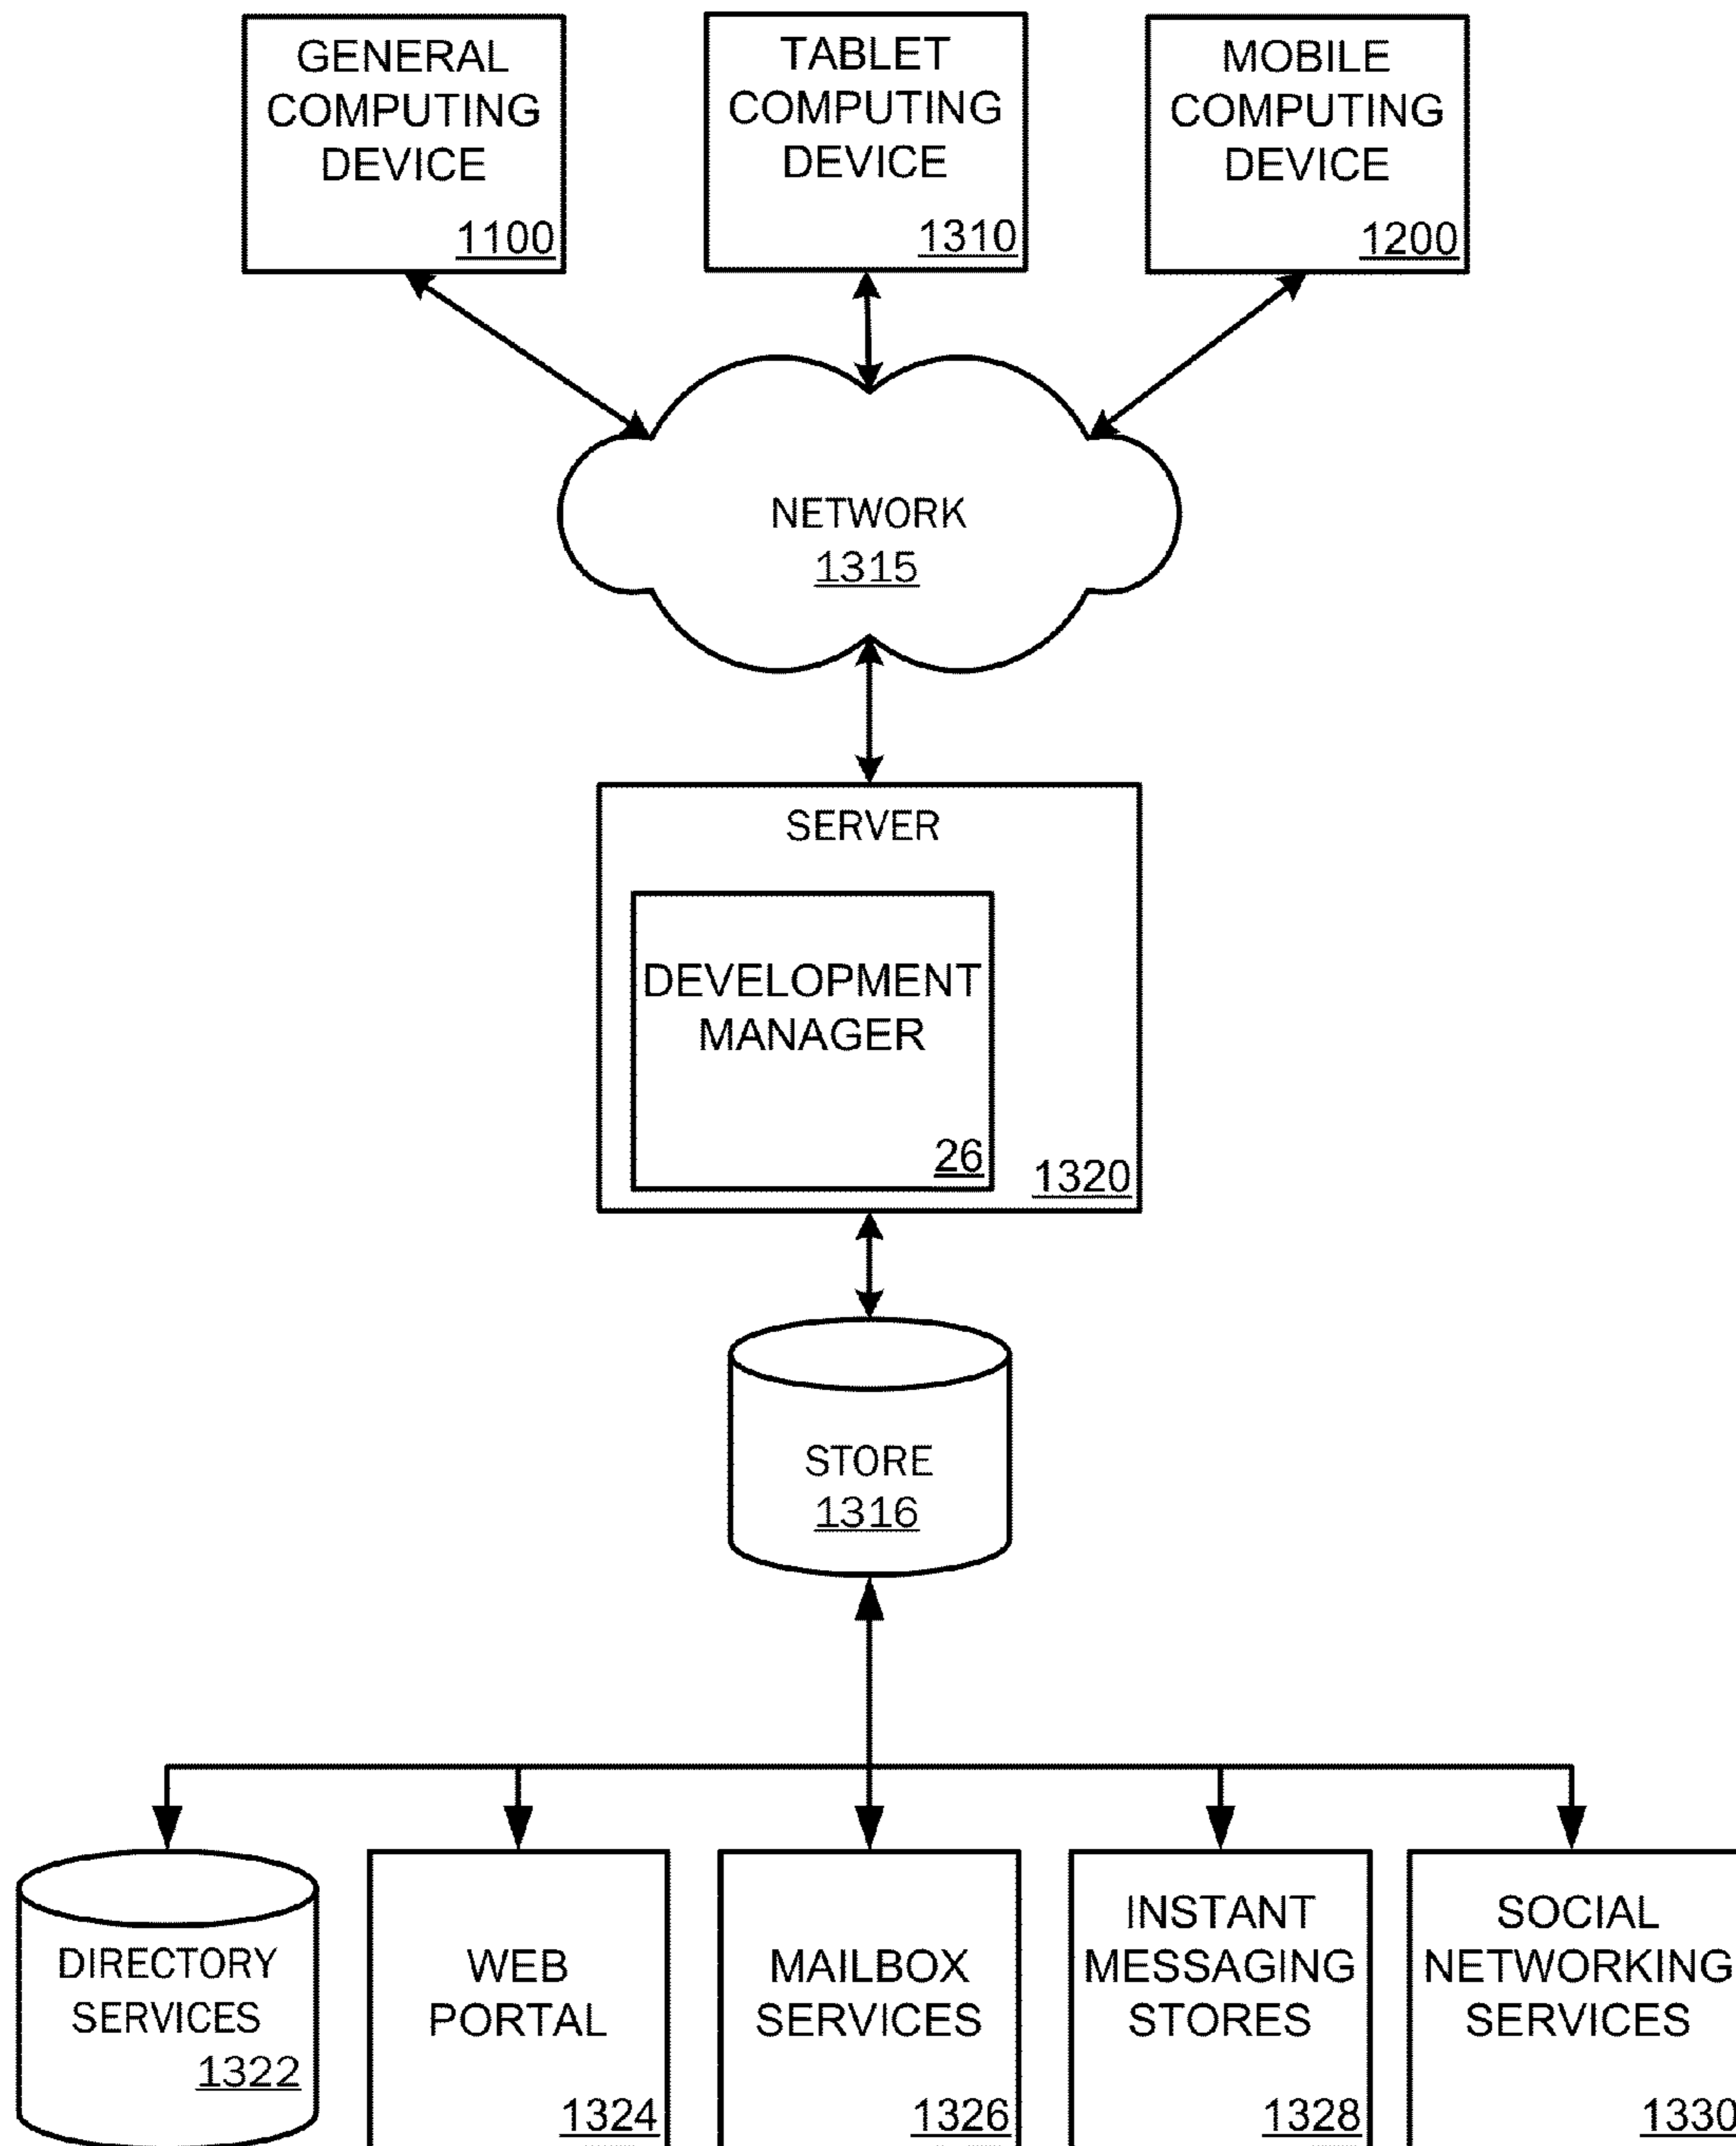 GENERAL
COMPUTING
DEVICE
1100
TABLET
COMPUTING
DEVICE
1310
MOBILE
COMPUTING
DEVICE
1200
NETWORK
1315
SERVER
DEVELOPMENT
MANAGER
26
1320
STORE
1316
DIRECTORY
SERVICES
1322
WEB
PORTAL
1324
MAILBOX
SERVICES
1326
INSTANT
MESSAGING
STORES
1328
SOCIAL
NETWORKING
SERVICES
1330